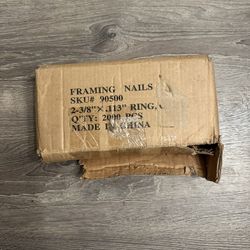 FRAMING NAILS
SKU# 90500
2-3/8"× .113" RING,
Q'TY: 2000 PCS
MADE IN CHINA